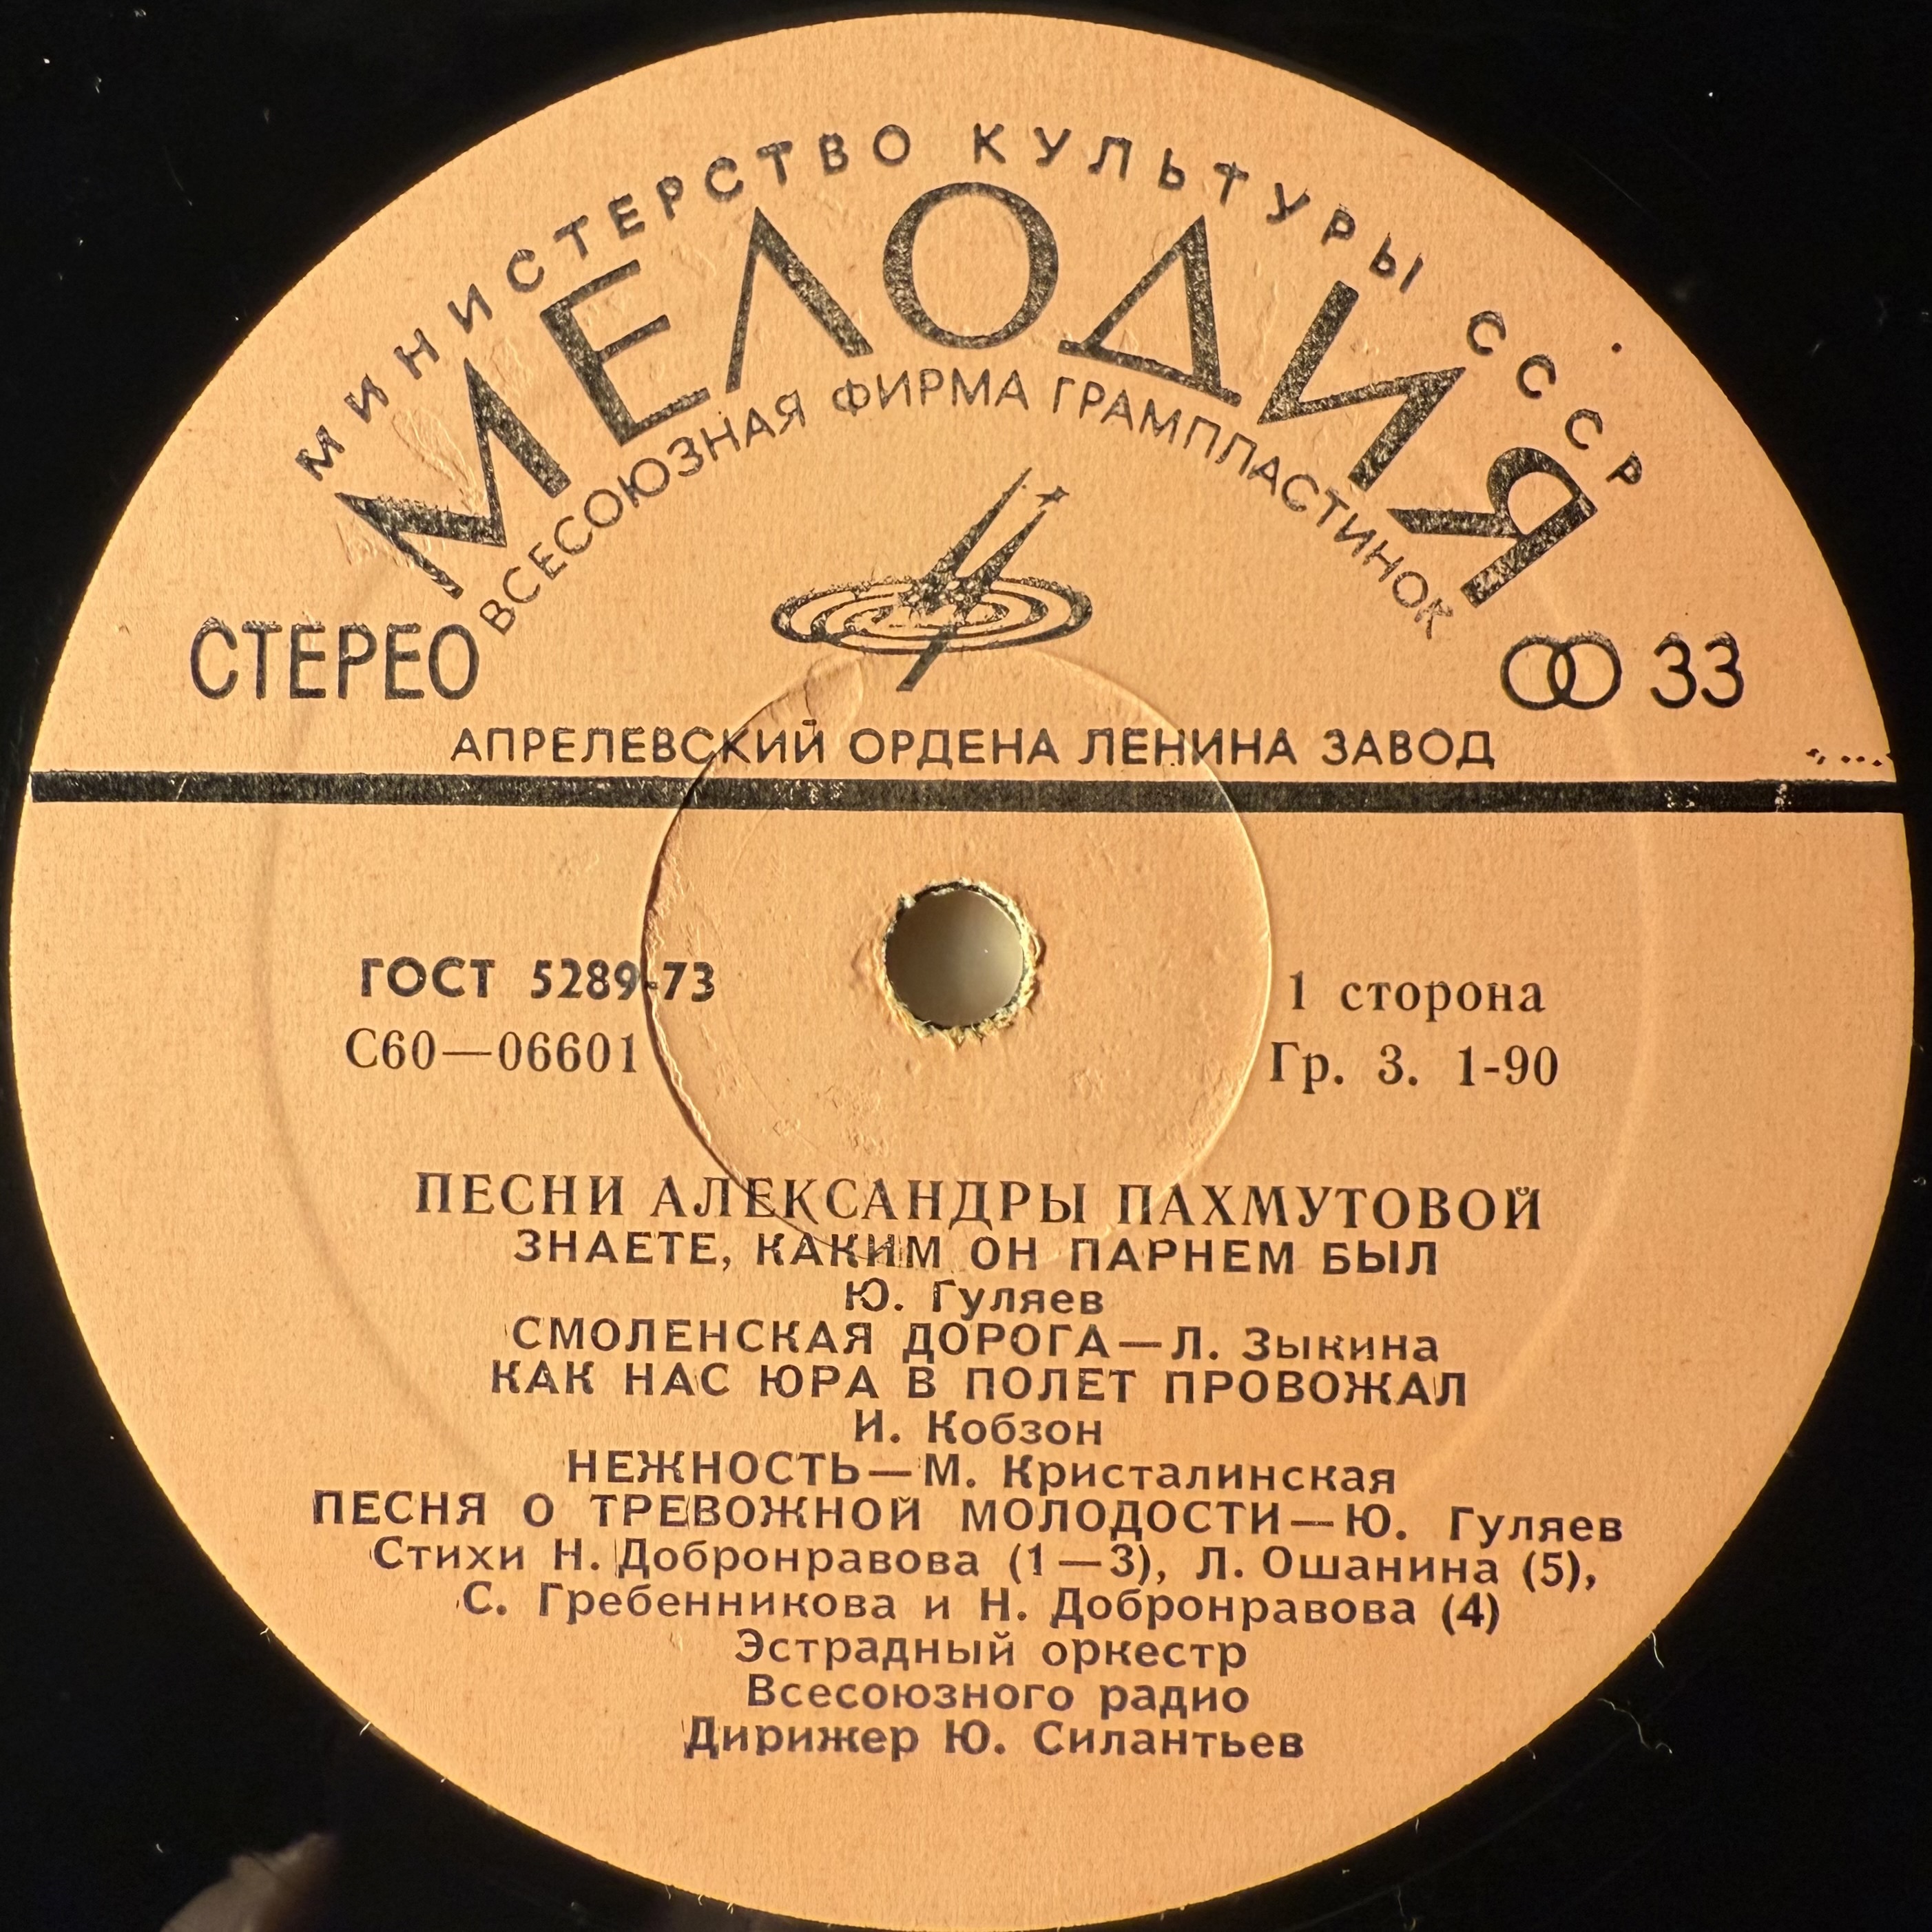 МИНИСТЕРСТВО КУЛЬТУРЫ СССР
МЕЛОДИЯ
ВСЕСОЮЗНАЯ ФИРМА ГРАМПЛАСТИНОК
СТЕРЕО
33
АПРЕЛЕВСКИЙ ОРДЕНА ЛЕНИНА ЗАВОД
ГОСТ 5289-73
С60—06601
1 сторона
Гр. 3. 1-90
ПЕСНИ АЛЕКСАНДРЫ ПАХМУТОВОЙ
ЗНАЕТЕ, КАКИМ ОН ПАРНЕМ БЫЛ
Ю. Гуляев
СМОЛЕНСКАЯ ДОРОГА—Л. Зыкина
КАК НАС ЮРА В ПОЛЕТ ПРОВОЖАЛ
И. Кобзон
НЕЖНОСТЬ—М. Кристалинская
ПЕСНЯ О ТРЕВОЖНОЙ МОЛОДОСТИ—Ю. Гуляев
Стихи Н. Добронравова (1—3), Л. Ошанина (5),
С. Гребенникова и Н. Добронравова (4)
Эстрадный оркестр
Всесоюзного радио
Дирижер Ю. Силантьев